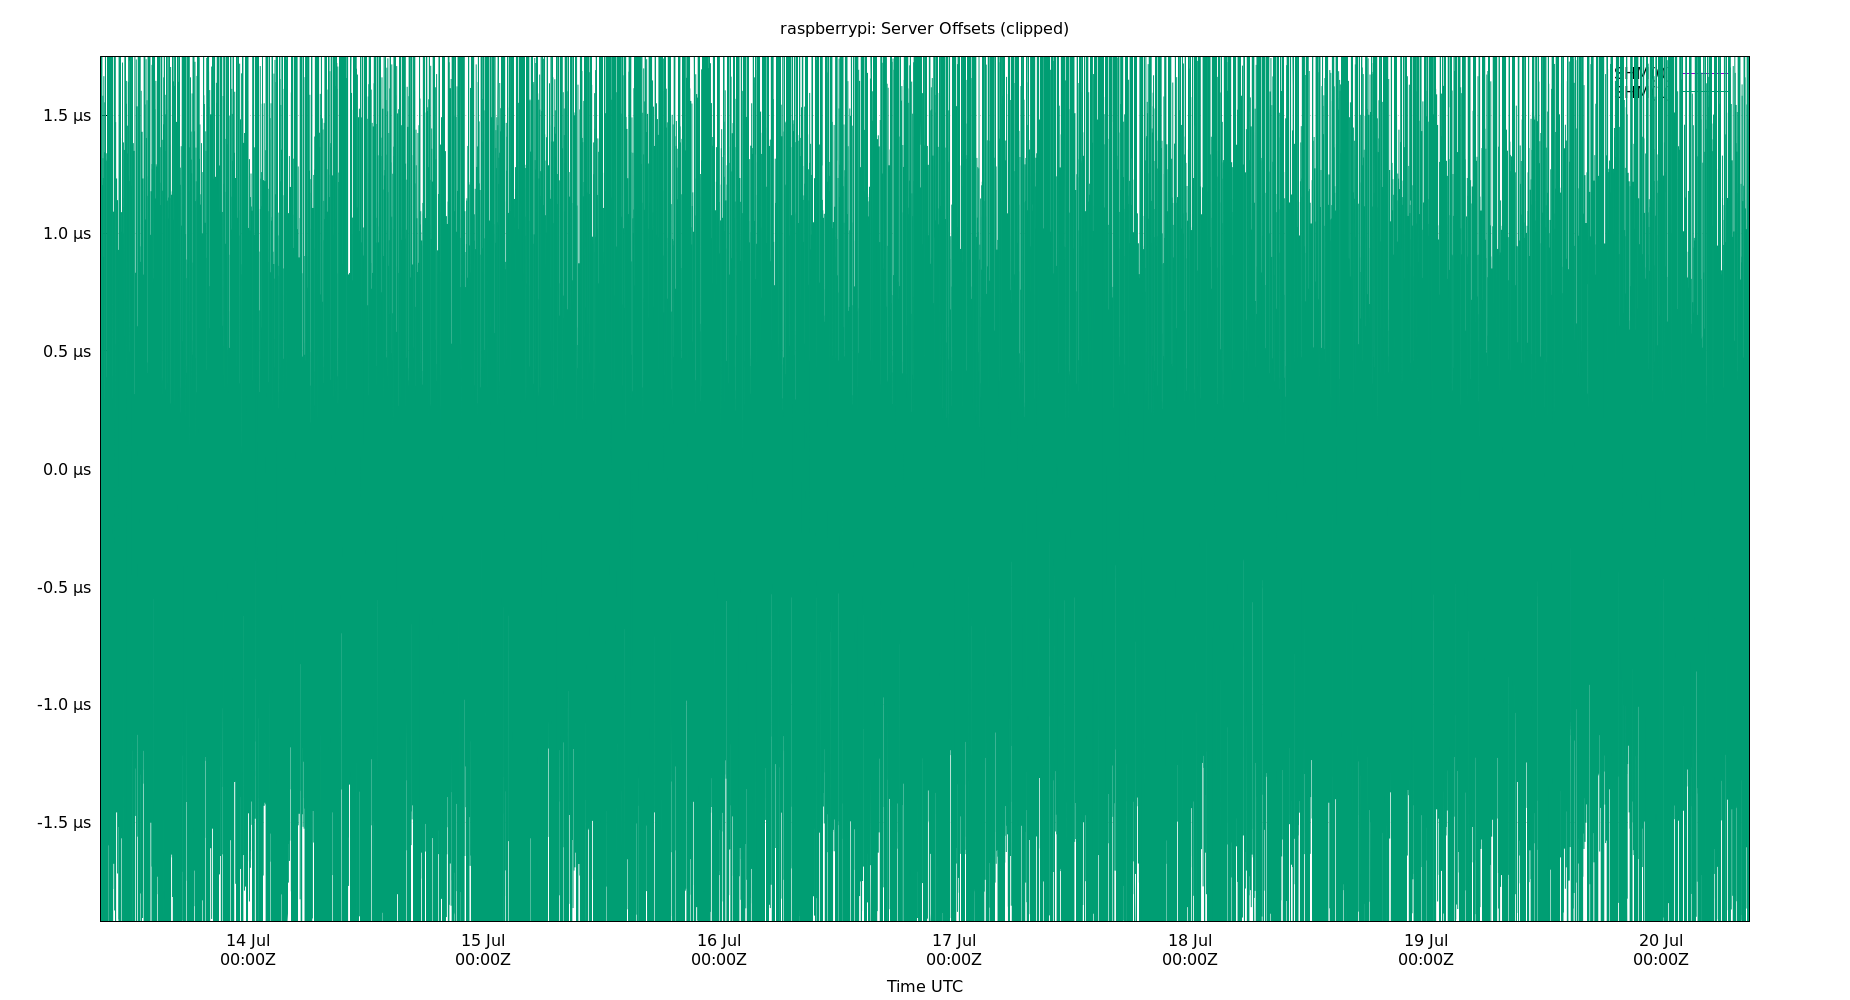 raspberrypi: Server Offsets (clipped)
1.5 µs
1.0 µs
0.5 µs
0.0 µs
-0.5 µs
-1.0 µs
-1.5 µs
14 Jul
00:00Z
15 Jul
00:00Z
16 Jul
00:00Z
17 Jul
00:00Z
18 Jul
00:00Z
19 Jul
00:00Z
20 Jul
00:00Z
Time UTC